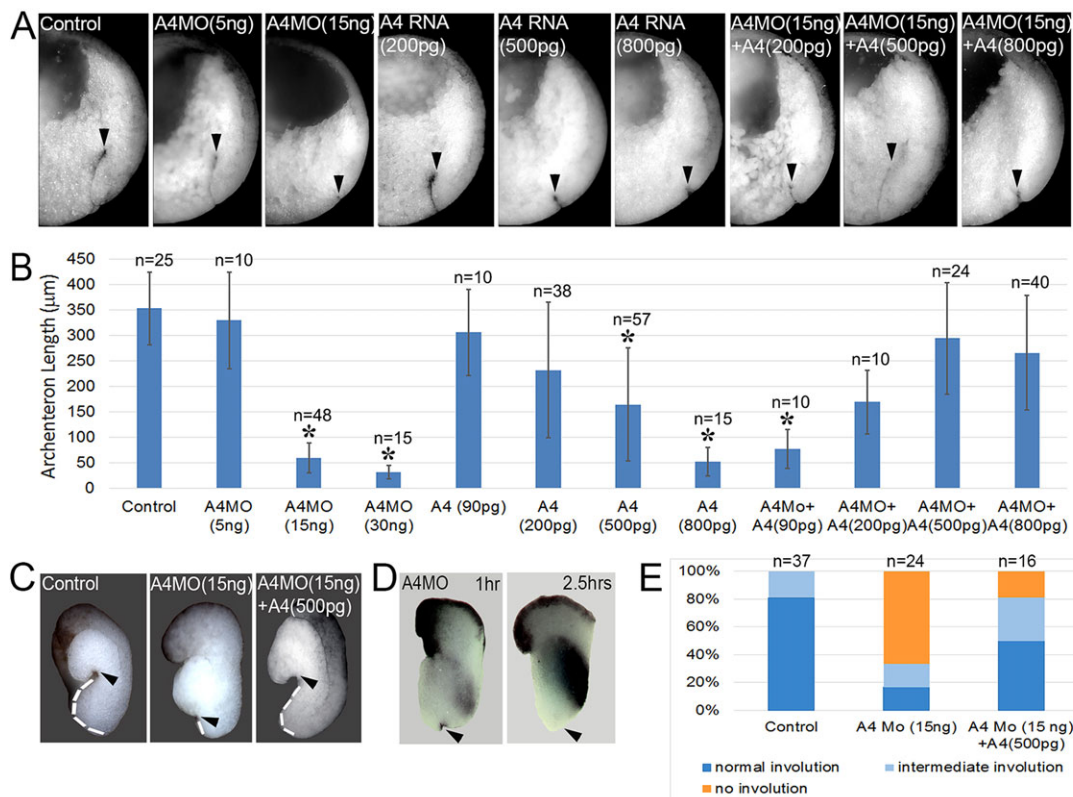 A
Control
A4MO(5ng)
A4MO(15ng)
A4 RNA
(200pg)
A4 RNA
(500pg)
A4 RNA
(800pg)
A4MO(15ng)
+A4(200pg)
A4MO(15ng)
+A4(500pg)
A4MO(15ng)
+A4(800pg)
B
Archenteron Length (µm)
450
400
350
300
250
200
150
100
50
0
n=25
n=10
n=48
*
n=15
*
n=10
n=38
n=57
*
n=15
*
n=10
*
n=10
n=24
n=40
Control
A4MO
(5ng)
A4MO
(15ng)
A4MO
(30ng)
A4 (90pg)
A4
(200pg)
A4
(500pg)
A4
(800pg)
A4Mo+
A4(90pg)
A4MO+
A4(200pg)
A4MO+
A4(500pg)
A4MO+
A4(800pg)
C
Control
A4MO(15ng)
A4MO(15ng)
+A4(500pg)
D
A4MO
1hr
2.5hrs
E
n=37
n=24
n=16
100%
80%
60%
40%
20%
0%
Control
A4 Mo (15ng)
A4 Mo (15 ng)
+A4(500pg)
normal involution
intermediate involution
no involution